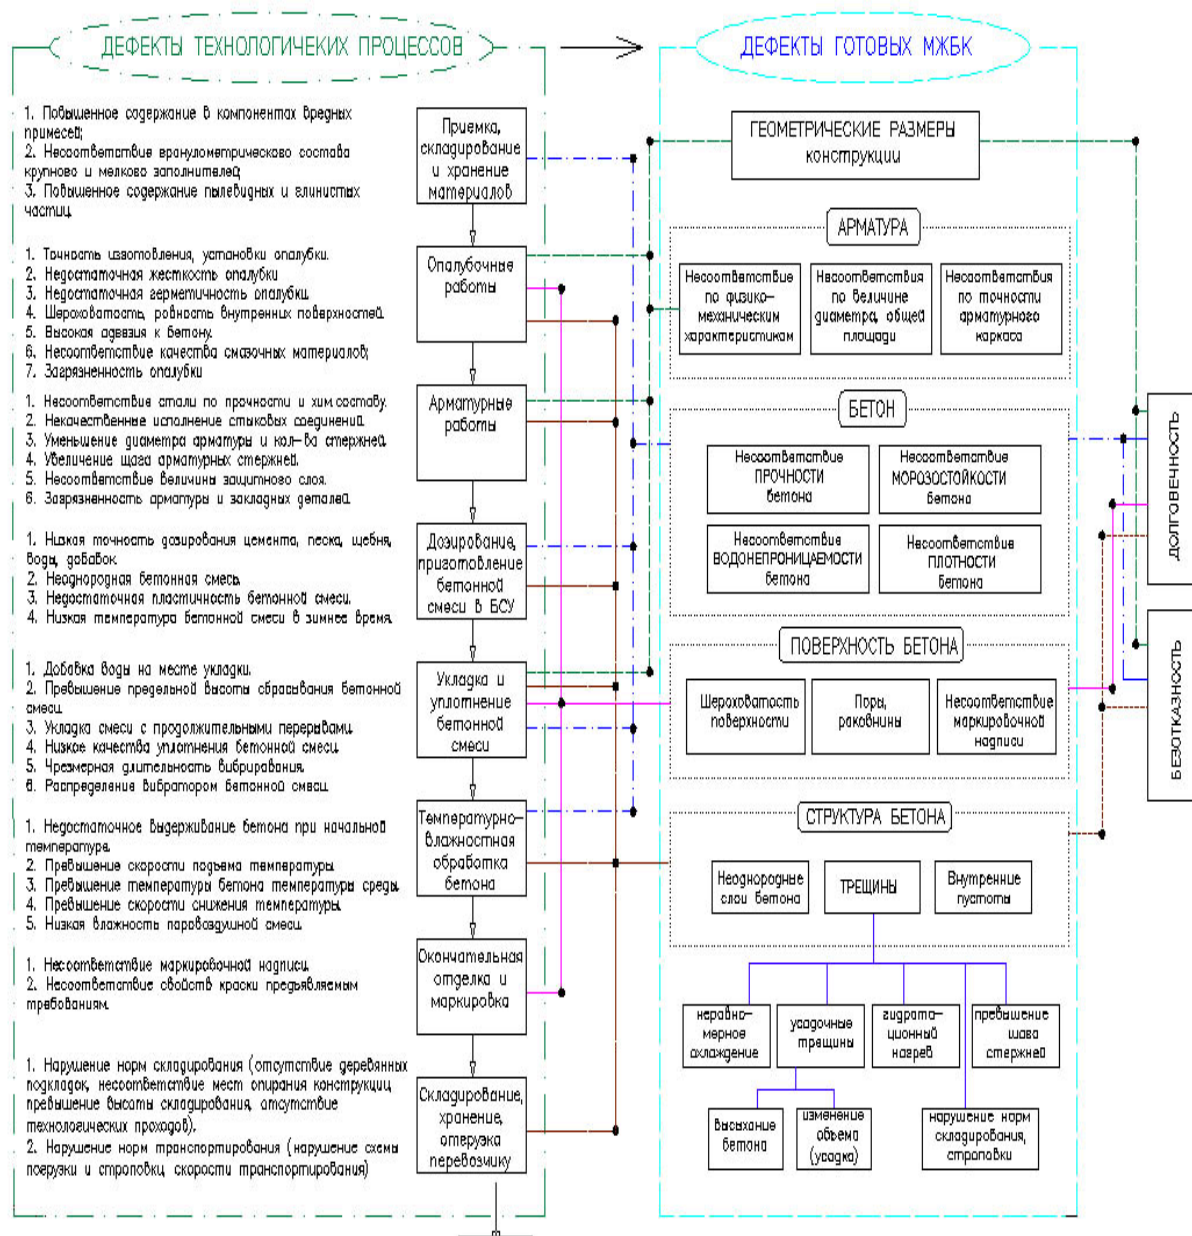 ДЕФЕКТЫ ТЕХНОЛОГИЧЕКИХ ПРОЦЕССОВ
1. Повышенное содержание в компонентах вредных
примесей;
2. Несоответствие гранулометрического состава
крупного и мелкого заполнителей;
3. Повышенное содержание пылевидных и глинистых
частиц.
Приемка,
складирование
и хранение
материалов
1. Точность изготовления, установки опалубки.
2. Недостаточная жесткость опалубки
3. Недостаточная герметичность опалубки.
4. Шероховатость, ровность внутренних поверхностей.
5. Высокая адгезия к бетону.
6. Несоответствие качества смазочных материалов;
7. Загрязненность опалубки
Опалубочные
работы
1. Несоответствие стали по прочности и хим.составу.
2. Некачественные исполнение стыковых соединений.
3. Уменьшение диаметра арматуры и кол-ва стержней.
4. Увеличение щага арматурных стержней.
5. Несоответствие величины защитного слоя.
6. Загрязненность арматуры и закладных деталей.
Арматурные
работы
1. Низкая точность дозирования цемента, песка, щебня,
воды, добавок.
2. Неоднородная бетонная смесь.
3. Недостаточная пластичность бетонной смеси.
4. Низкая температура бетонной смеси в зимнее время.
Дозирование,
приготовление
бетонной
смеси в БСУ
1. Добавка воды на месте укладки.
2. Превышение предельной высоты сбрасывания бетонной
смеси.
3. Укладка смеси с продолжительными перерывами.
4. Низкое качества уплотнения бетонной смеси.
5. Чрезмерная длительность вибрирования.
6. Распределение вибратором бетонной смеси.
Укладка и
уплотнение
бетонной
смеси
1. Недостаточное выдерживание бетона при начальной
температуре.
2. Превышение скорости подъема температуры.
3. Превышение температуры бетона температуры среды.
4. Превышение скорости снижения температуры.
5. Низкая влажность паровоздушной смеси.
Температурно-
влажностная
обработка
бетона
1. Несоответствие маркировочной надписи.
2. Несоответствие свойств краски предъявляемым
требованиям.
Окончательная
отделка и
маркировка
1. Нарушение норм складирования (отсутствие деревянных
подкладок, несоответствие мест опирания конструкции,
превышение высоты складирования, отсутствие
технологических проходов).
2. Нарушение норм транспортирования (нарушение схемы
погрузки и строповки, скорости транспортирования)
Складирование,
хранение,
отгрузка
перевозчику
ДЕФЕКТЫ ГОТОВЫХ МЖБК
ГЕОМЕТРИЧЕСКИЕ РАЗМЕРЫ
конструкции
АРМАТУРА
Несоответствие
по физико-
механическим
характеристикам
Несоответствия
по величине
диаметра, общей
площади
Несоответствия
по точности
арматурного
каркаса
БЕТОН
Несоответствие
ПРОЧНОСТИ
бетона
Несоответствие
МОРОЗОСТОЙКОСТИ
бетона
Несоответствие
ВОДОНЕПРОНИЦАЕМОСТИ
бетона
Несоответствие
ПЛОТНОСТИ
бетона
ПОВЕРХНОСТЬ БЕТОНА
Шероховатость
поверхности
Поры,
раковнины
Несоответствие
маркировочной
надписи
СТРУКТУРА БЕТОНА
Неоднородные
слои бетона
ТРЕЩИНЫ
Внутренние
пустоты
неравно-
мерное
охлаждение
усадочные
трещины
гидрата-
ционный
нагрев
превышение
шага
стержней
высыхание
бетона
изменение
объема
(усадка)
нарушение норм
складирования,
строповки
ДОЛГОВЕЧНОСТЬ
БЕЗОТКАЗНОСТЬ